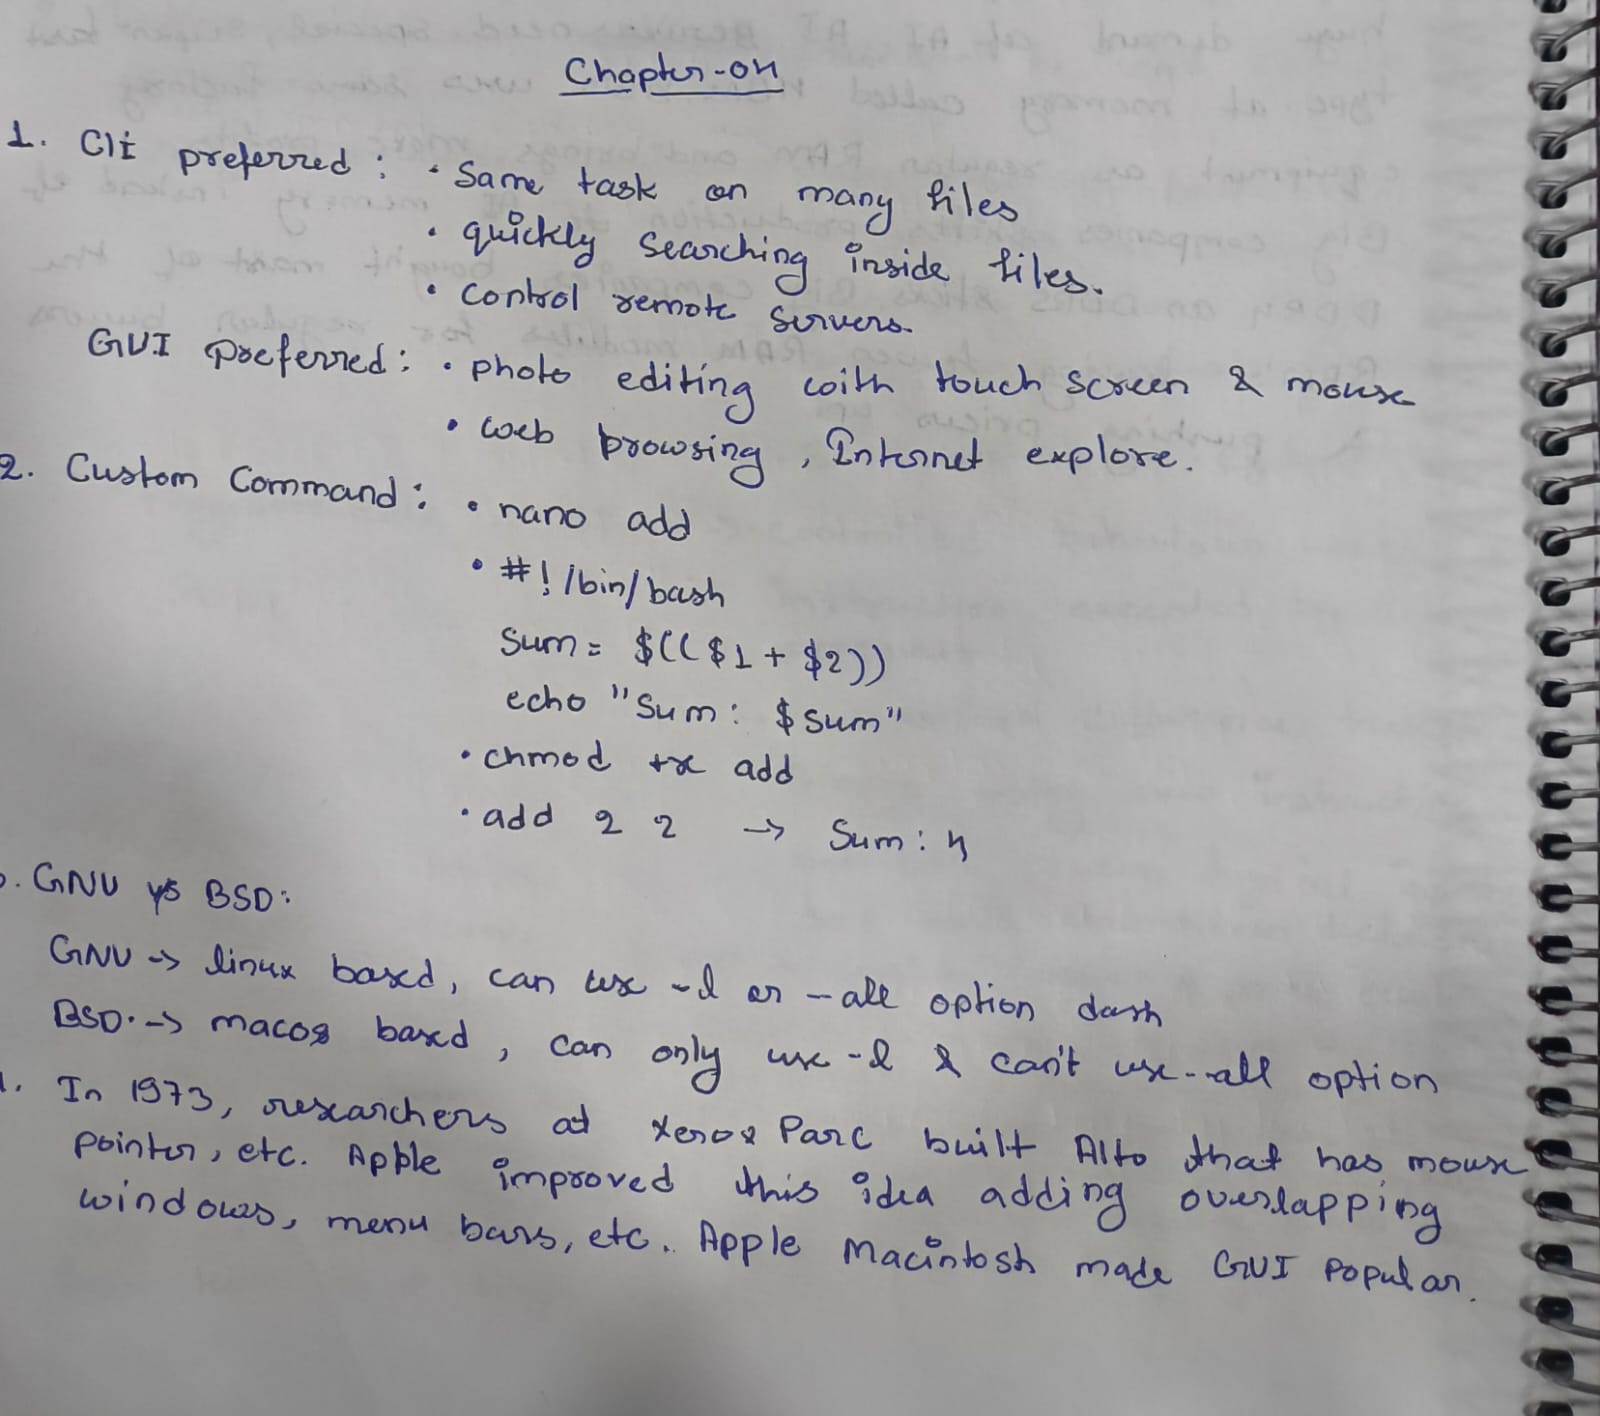 Chapter-04
1. CLI preferred : • Same task on many files
• quickly Searching inside files.
• control remote servers.
GUI preferred : • photo editing with touch screen & mouse
• web browsing , Internet explore.
2. Custom Command : • nano add
• #! /bin/bash
Sum = $(($1 + $2))
echo "Sum: $sum"
• chmod +x add
• add 2 2 → Sum : 4
. GNU vs BSD:
GNU → linux based, can use -l or -all option dash
BSD. → macos based , can only use -l & can't use -all option
. In 1973, researchers at Xerox Parc built Alto that has mouse
pointer, etc. Apple improved this idea adding overlapping
windows, menu bars, etc. Apple Macintosh made GUI popular.